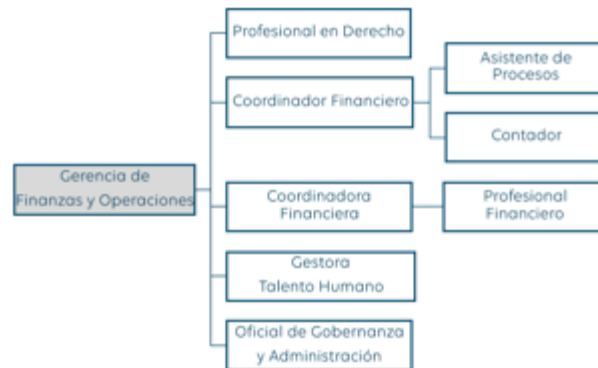 Profesional en Derecho
Coordinador Financiero
Asistente de
Procesos
Contador
Gerencia de
Finanzas y Operaciones
Coordinadora
Financiera
Profesional
Financiero
Gestora
Talento Humano
Oficial de Gobernanza
y Administración